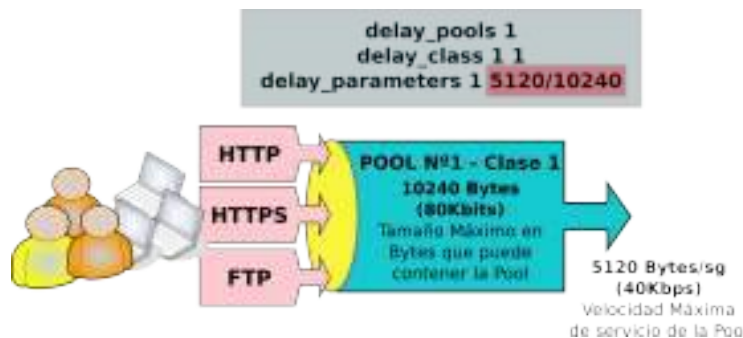 delay_pools 1
delay_class 1 1
delay_parameters 1 5120/10240
HTTP
HTTPS
FTP
POOL Nº1 - Clase 1
10240 Bytes
(80Kbits)
Tamaño Máximo en
Bytes que puede
contener la Pool
5120 Bytes/sg
(40Kbps)
Velocidad Máxima
de servicio de la Poo